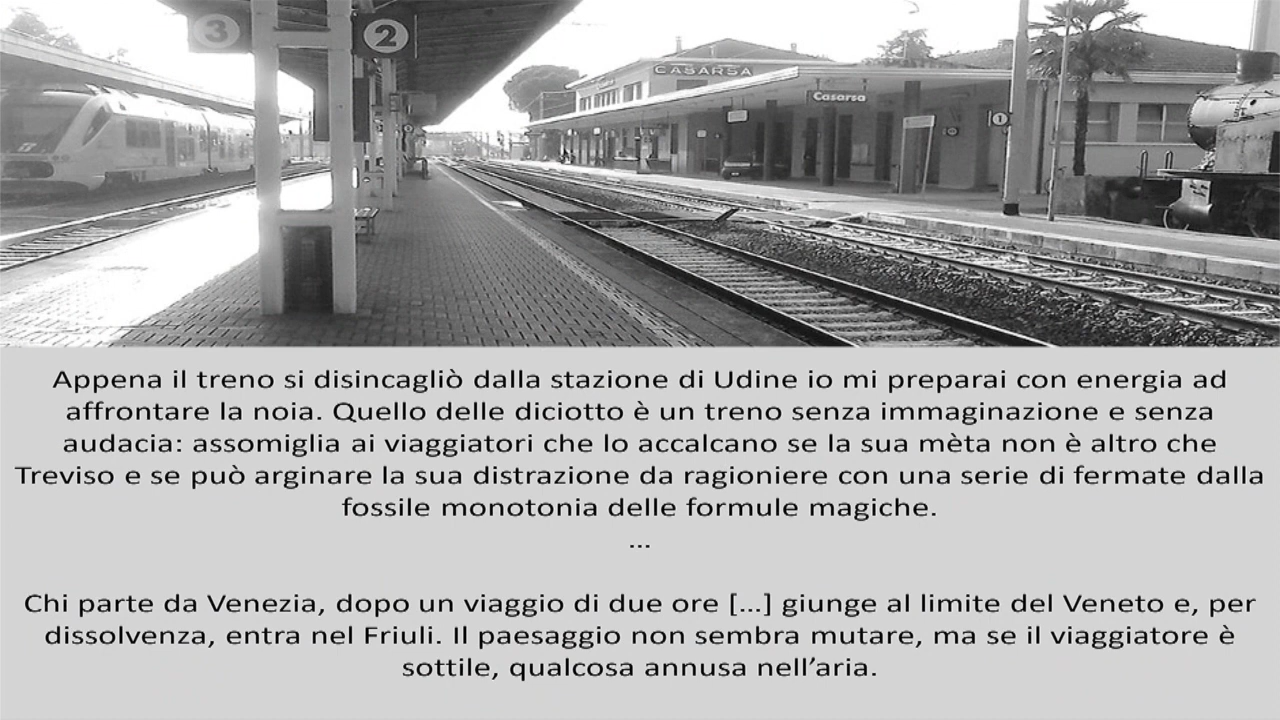 3
2
CASARSA
Casarsa
1
Appena il treno si disincagliò dalla stazione di Udine io mi preparai con energia ad
affrontare la noia. Quello delle diciotto è un treno senza immaginazione e senza
audacia: assomiglia ai viaggiatori che lo accalcano se la sua mèta non è altro che
Treviso e se può arginare la sua distrazione da ragioniere con una serie di fermate dalla
fossile monotonia delle formule magiche.
...
Chi parte da Venezia, dopo un viaggio di due ore [...] giunge al limite del Veneto e, per
dissolvenza, entra nel Friuli. Il paesaggio non sembra mutare, ma se il viaggiatore è
sottile, qualcosa annusa nell’aria.